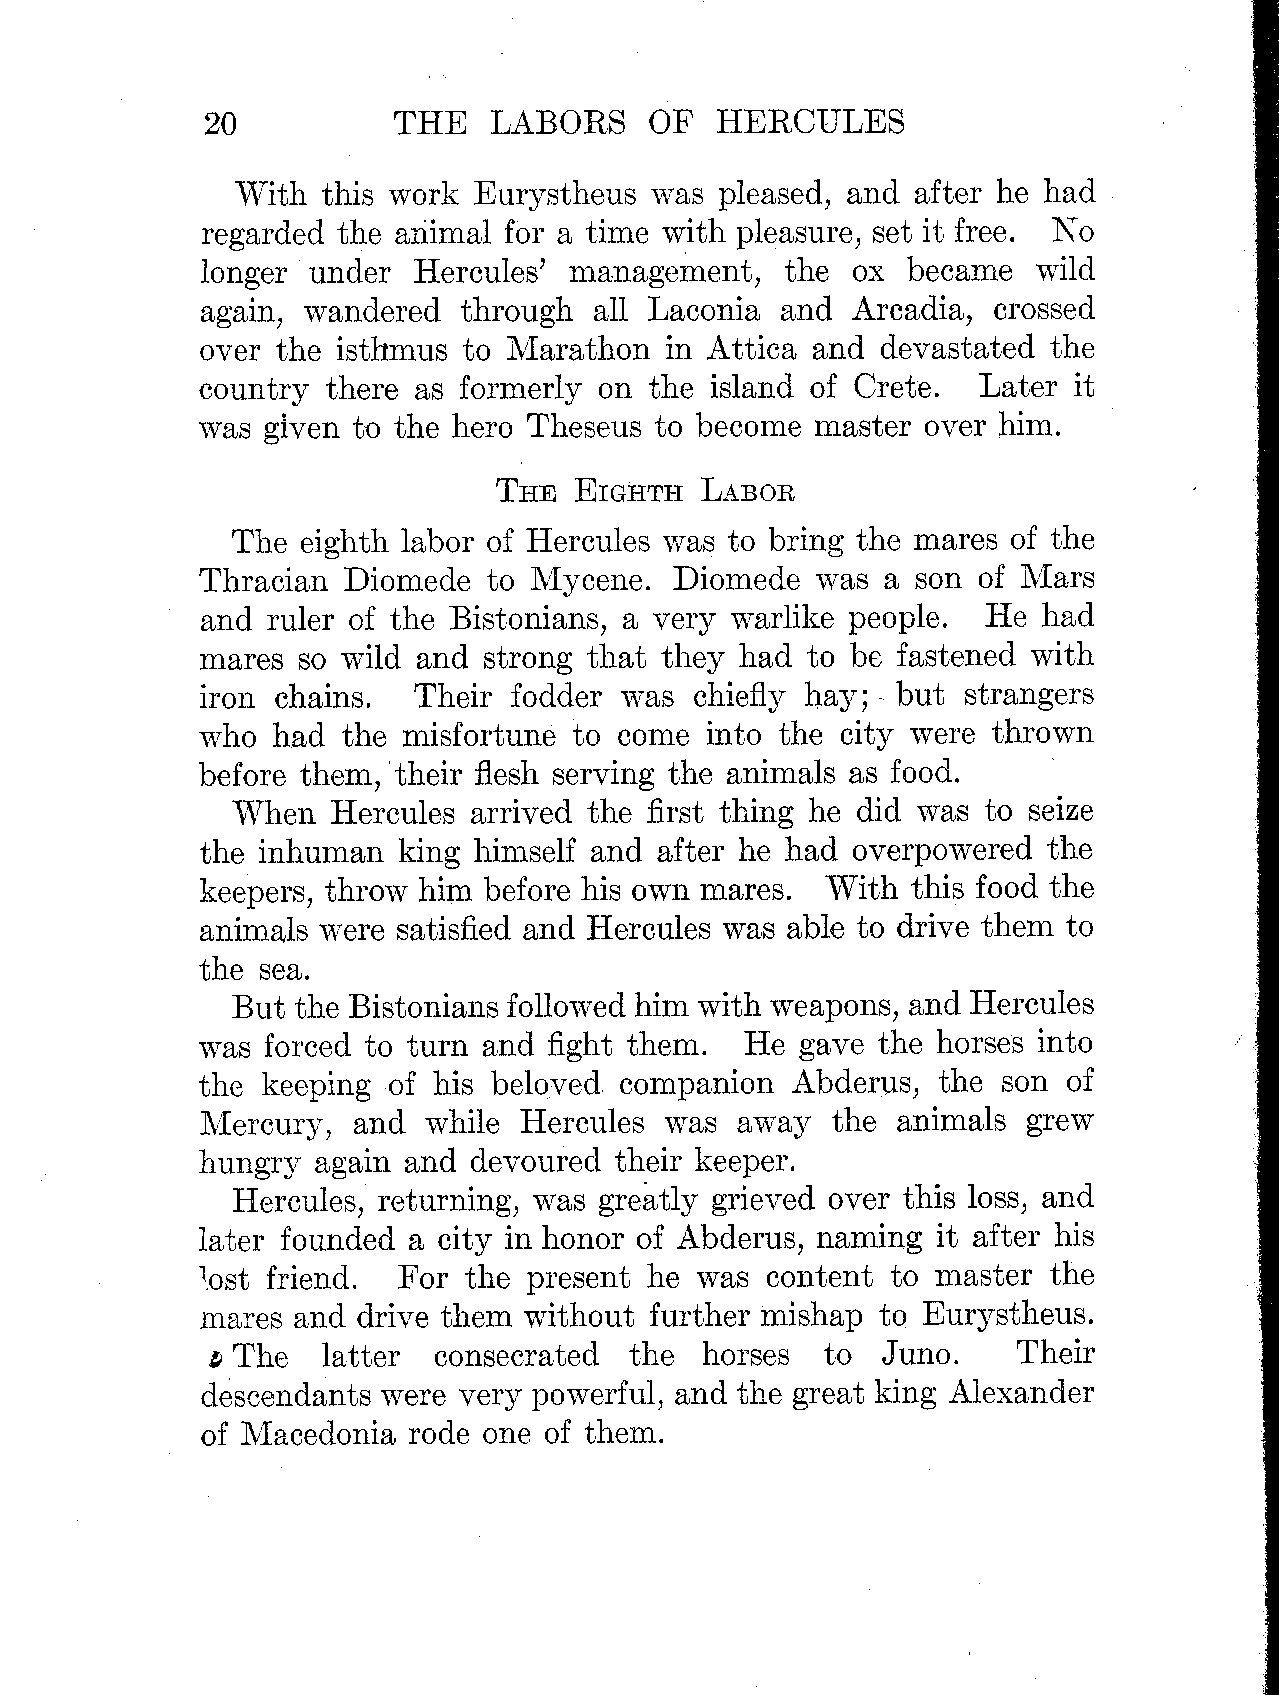 20 THE LABORS OF HERCULES
With this work Eurystheus was pleased, and after he had
regarded the animal for a time with pleasure, set it free. No
longer under Hercules' management, the ox became wild
again, wandered through all Laconia and Arcadia, crossed
over the isthmus to Marathon in Attica and devastated the
country there as formerly on the island of Crete. Later it
was given to the hero Theseus to become master over him.
THE EIGHTH LABOR
The eighth labor of Hercules was to bring the mares of the
Thracian Diomede to Mycene. Diomede was a son of Mars
and ruler of the Bistonians, a very warlike people. He had
mares so wild and strong that they had to be fastened with
iron chains. Their fodder was chiefly hay; but strangers
who had the misfortune to come into the city were thrown
before them, their flesh serving the animals as food.
When Hercules arrived the first thing he did was to seize
the inhuman king himself and after he had overpowered the
keepers, throw him before his own mares. With this food the
animals were satisfied and Hercules was able to drive them to
the sea.
But the Bistonians followed him with weapons, and Hercules
was forced to turn and fight them. He gave the horses into
the keeping of his beloved companion Abderus, the son of
Mercury, and while Hercules was away the animals grew
hungry again and devoured their keeper.
Hercules, returning, was greatly grieved over this loss, and
later founded a city in honor of Abderus, naming it after his
lost friend. For the present he was content to master the
mares and drive them without further mishap to Eurystheus.
The latter consecrated the horses to Juno. Their
descendants were very powerful, and the great king Alexander
of Macedonia rode one of them.